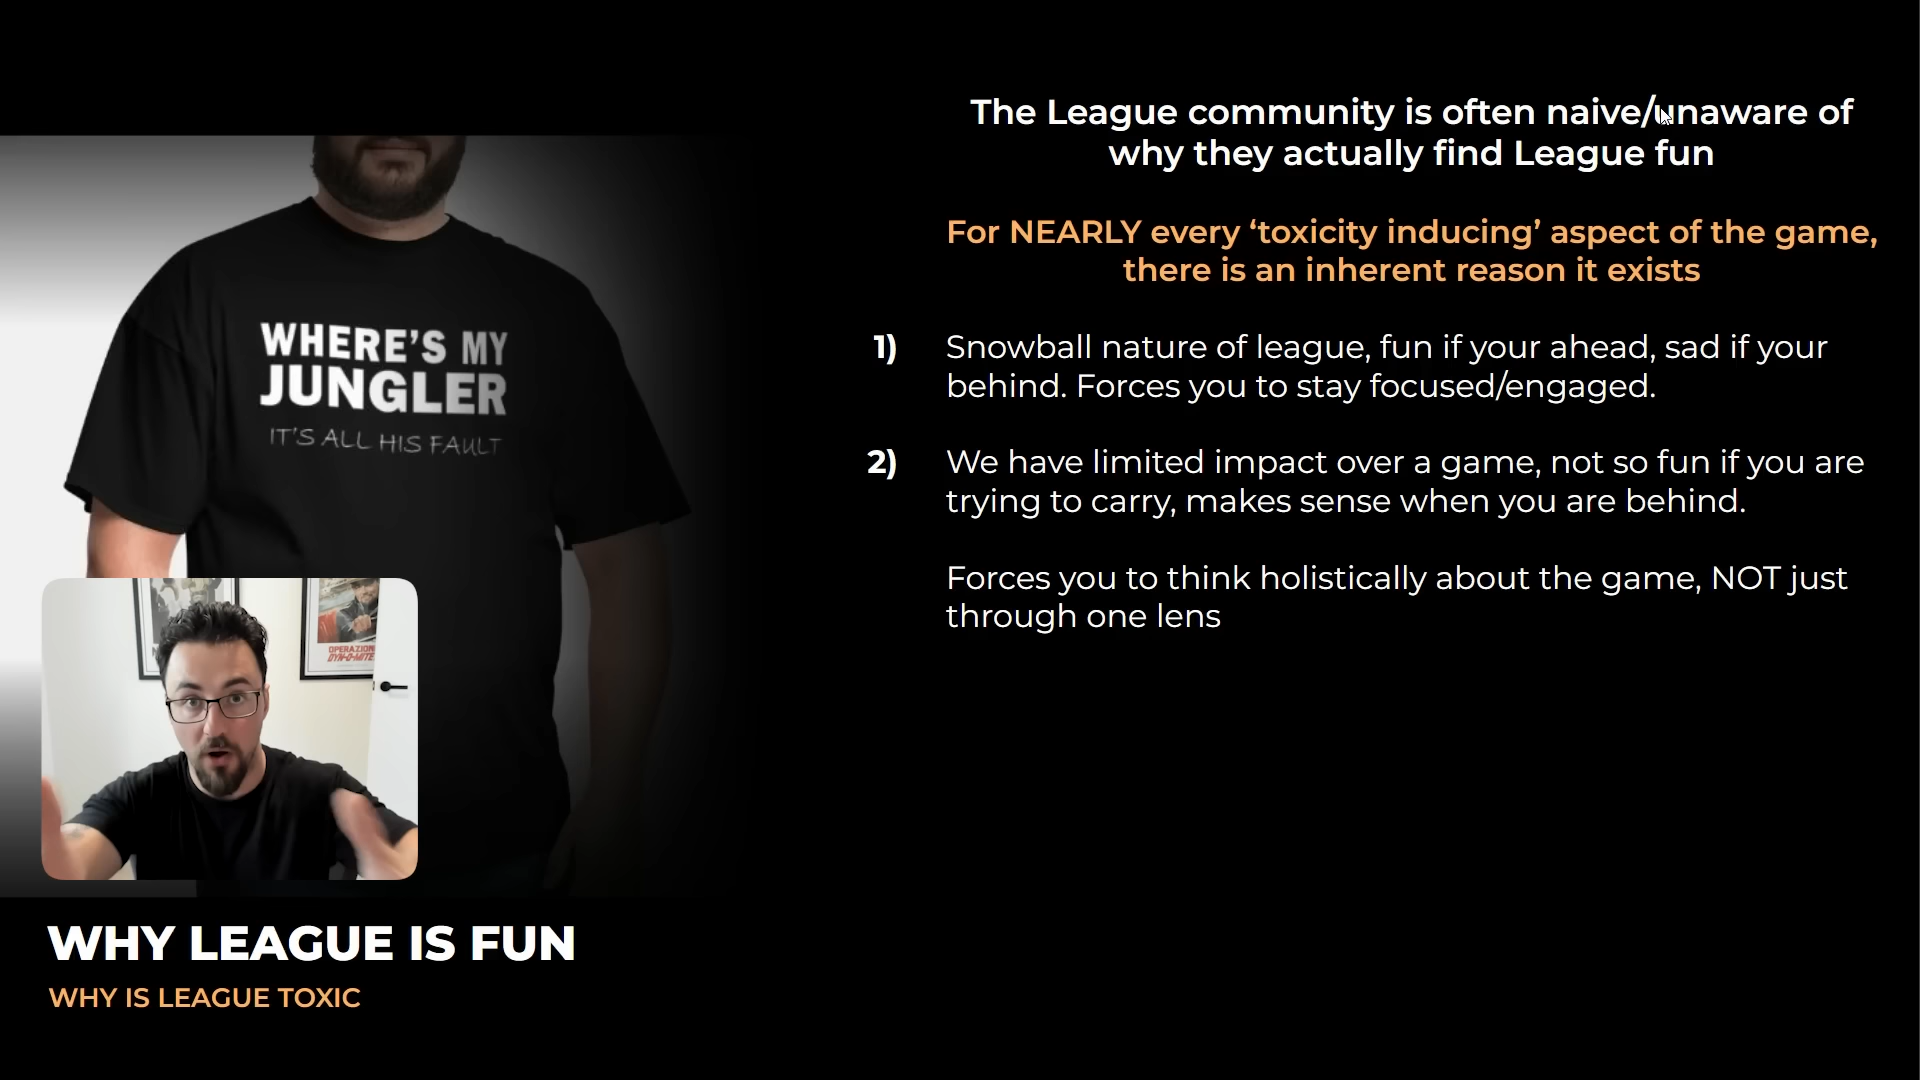 The League community is often naive/unaware of
why they actually find League fun
For NEARLY every ‘toxicity inducing’ aspect of the game,
there is an inherent reason it exists
1) Snowball nature of league, fun if your ahead, sad if your
behind. Forces you to stay focused/engaged.
2) We have limited impact over a game, not so fun if you are
trying to carry, makes sense when you are behind.
Forces you to think holistically about the game, NOT just
through one lens
WHERE’S MY
JUNGLER
IT’S ALL HIS FAULT
OPERAZION
DYN-O-MITE
WHY LEAGUE IS FUN
WHY IS LEAGUE TOXIC